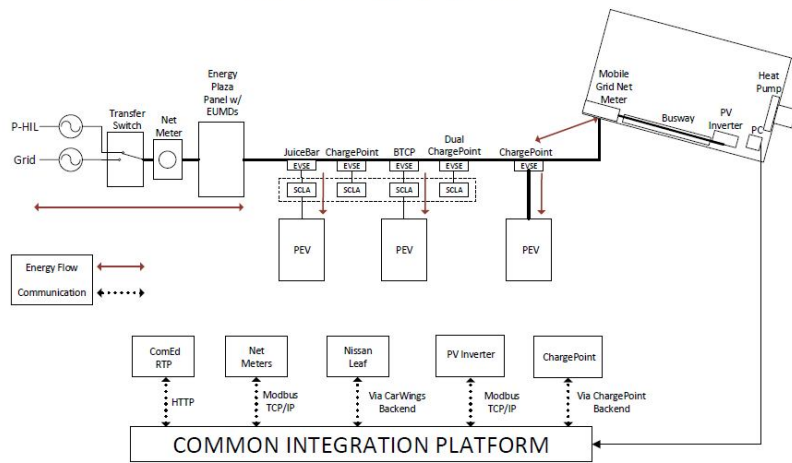 Energy
Plaza
Panel w/
EUMDs
P-HIL
Grid
Transfer
Switch
Net
Meter
JuiceBar
EVSE
SCLA
PEV
ChargePoint
EVSE
SCLA
BTCP
EVSE
SCLA
PEV
Dual
ChargePoint
EVSE
SCLA
ChargePoint
EVSE
PEV
Mobile
Grid Net
Meter
Busway
PV
Inverter
PC
Heat
Pump
Energy Flow
Communication
ComEd
RTP
HTTP
Net
Meters
Modbus
TCP/IP
Nissan
Leaf
Via CarWings
Backend
PV Inverter
Modbus
TCP/IP
ChargePoint
Via ChargePoint
Backend
COMMON INTEGRATION PLATFORM